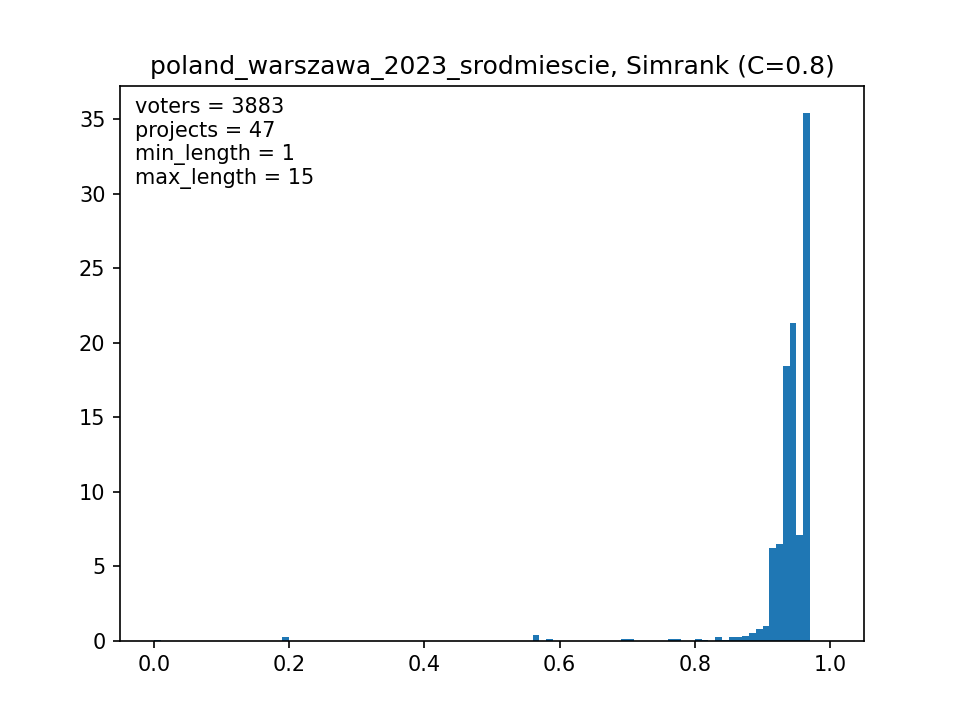 poland_warszawa_2023_srodmiescie, Simrank (C=0.8)
voters = 3883
projects = 47
min_length = 1
max_length = 15
35
30
25
20
15
10
5
0
0.0 0.2 0.4 0.6 0.8 1.0